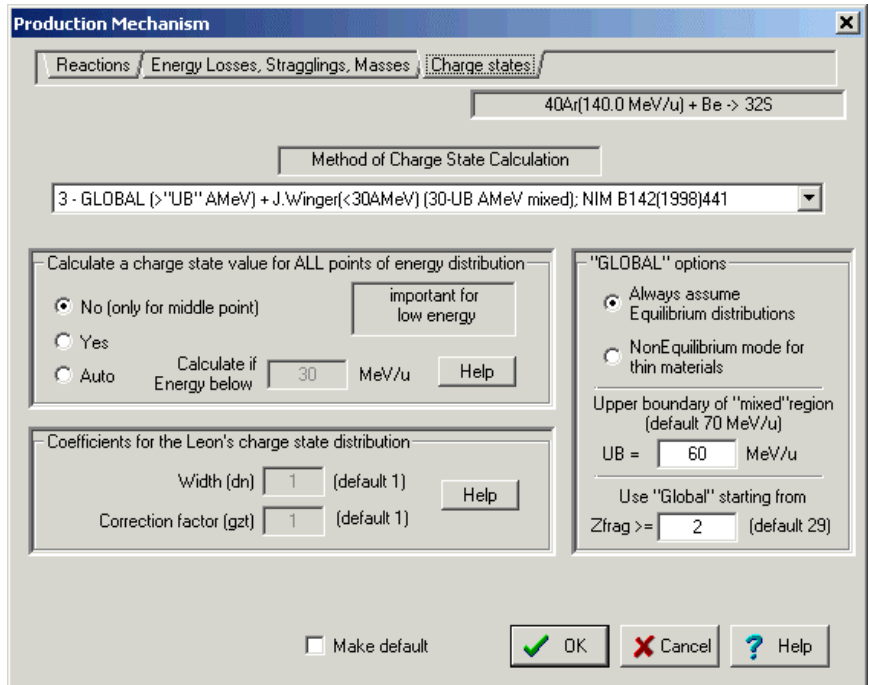 Production Mechanism
Reactions
Energy Losses, Stragglings, Masses
Charge states
40Ar(140.0 MeV/u) + Be -> 32S
Method of Charge State Calculation
3 - GLOBAL (>"UB" AMeV) + J.Winger(<30AMeV) (30-UB AMeV mixed); NIM B142(1998)441
Calculate a charge state value for ALL points of energy distribution
No (only for middle point)
important for
low energy
Yes
Auto
Calculate if
Energy below
30
MeV/u
Help
Coefficients for the Leon's charge state distribution
Width (dn)
1
(default 1)
Correction factor (gzt)
1
(default 1)
Help
"GLOBAL" options
Always assume
Equilibrium distributions
NonEquilibrium mode for
thin materials
Upper boundary of "mixed"region
(default 70 MeV/u)
UB =
60
MeV/u
Use "Global" starting from
Zfrag >=
2
(default 29)
Make default
OK
Cancel
Help